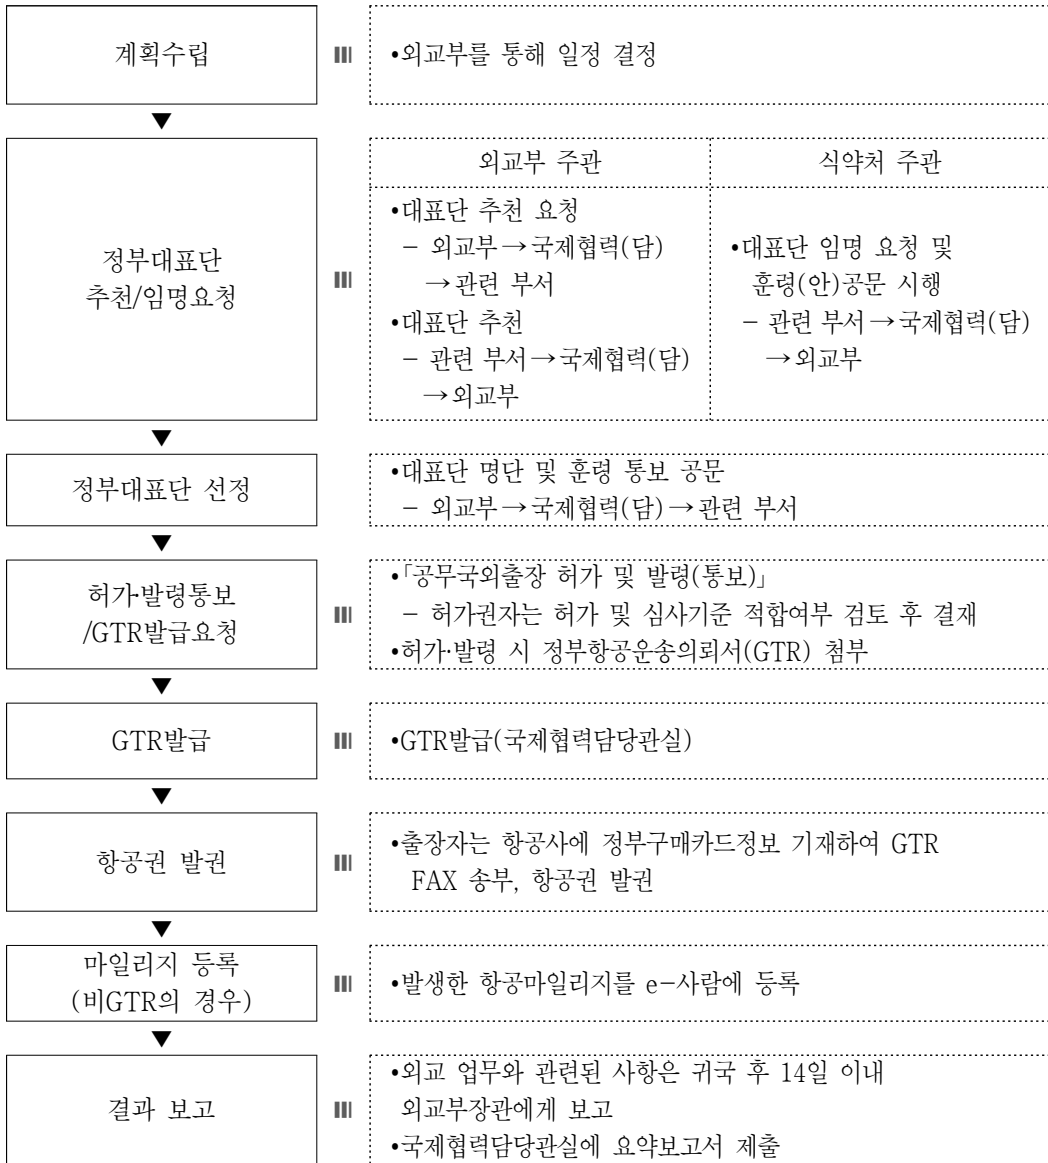 계획수립
•외교부를 통해 일정 결정
▼
정부대표단
추천/임명요청
외교부 주관
•대표단 추천 요청
－ 외교부→국제협력(담)
→관련 부서
•대표단 추천
－ 관련 부서→국제협력(담)
→외교부
식약처 주관
•대표단 임명 요청 및
훈령(안)공문 시행
－ 관련 부서→국제협력(담)
→외교부
▼
정부대표단 선정
•대표단 명단 및 훈령 통보 공문
－ 외교부→국제협력(담)→관련 부서
▼
허가·발령통보
/GTR발급요청
•「공무국외출장 허가 및 발령(통보)」
－ 허가권자는 허가 및 심사기준 적합여부 검토 후 결재
•허가·발령 시 정부항공운송의뢰서(GTR) 첨부
▼
GTR발급
•GTR발급(국제협력담당관실)
▼
항공권 발권
•출장자는 항공사에 정부구매카드정보 기재하여 GTR
FAX 송부, 항공권 발권
▼
마일리지 등록
(비GTR의 경우)
•발생한 항공마일리지를 e－사람에 등록
▼
결과 보고
•외교 업무와 관련된 사항은 귀국 후 14일 이내
외교부장관에게 보고
•국제협력담당관실에 요약보고서 제출